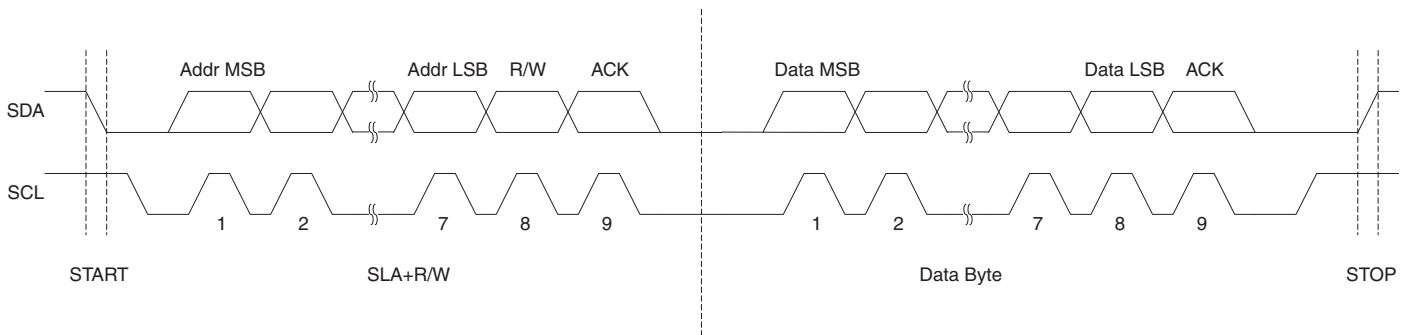 Addr MSB Addr LSB R/W ACK Data MSB Data LSB ACK
SDA
SCL
1 2 7 8 9 1 2 7 8 9
START SLA+R/W Data Byte STOP